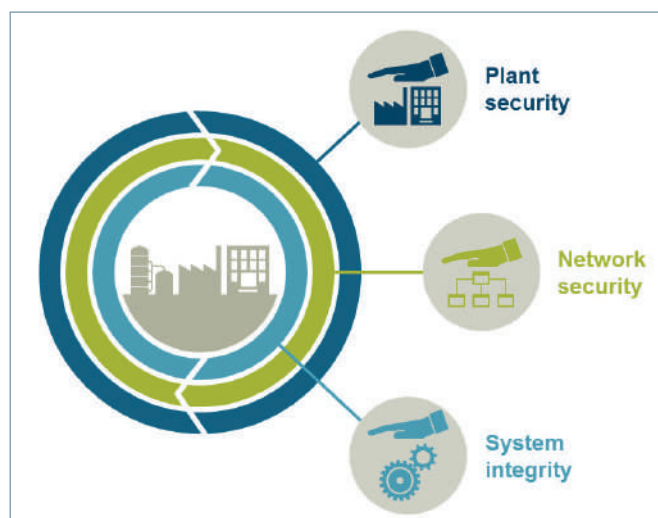 Plant
security
Network
security
System
integrity